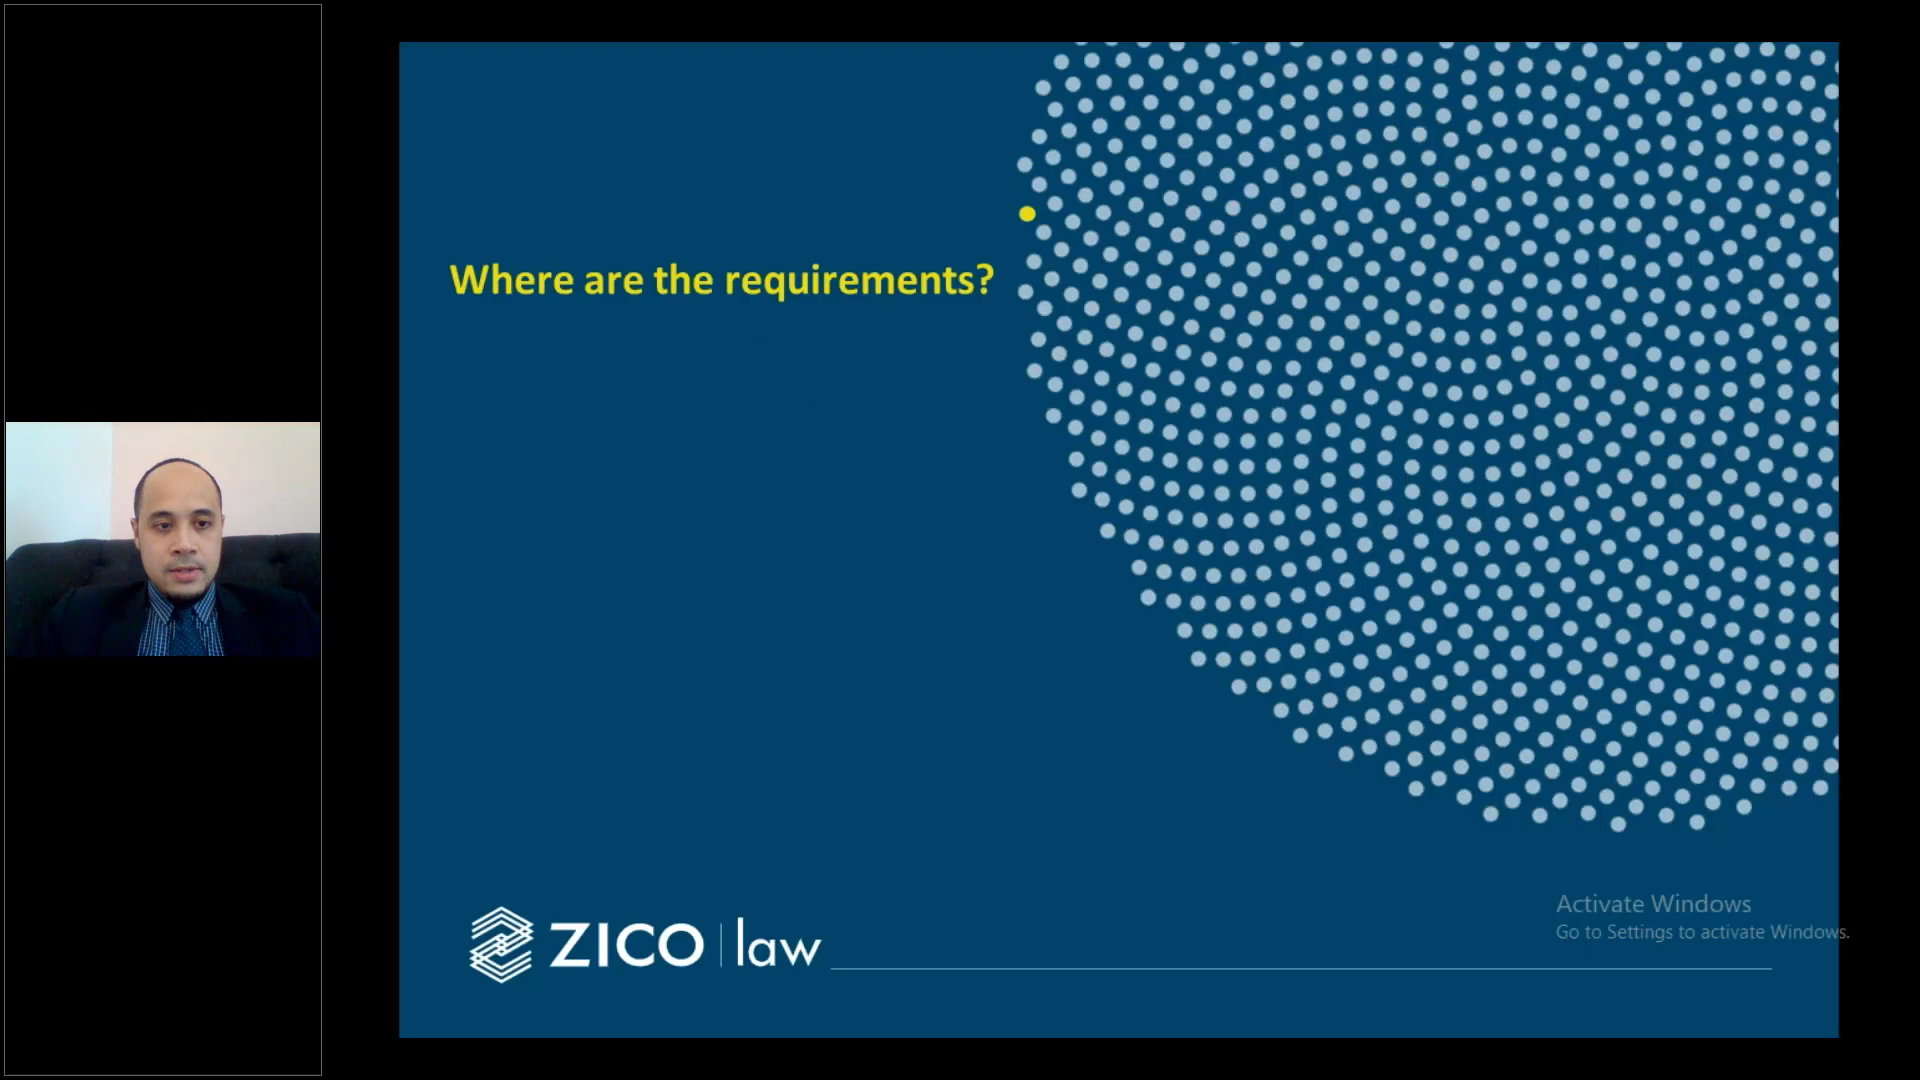 Where are the requirements?
ZICO law
Activate Windows
Go to Settings to activate Windows.